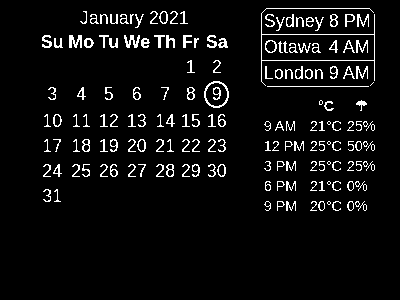 January 2021
Su Mo Tu We Th Fr Sa
1 2
3 4 5 6 7 8 9
10 11 12 13 14 15 16
17 18 19 20 21 22 23
24 25 26 27 28 29 30
31
Sydney 8 PM
Ottawa 4 AM
London 9 AM
°C ☂
9 AM 21°C 25%
12 PM 25°C 50%
3 PM 25°C 25%
6 PM 21°C 0%
9 PM 20°C 0%